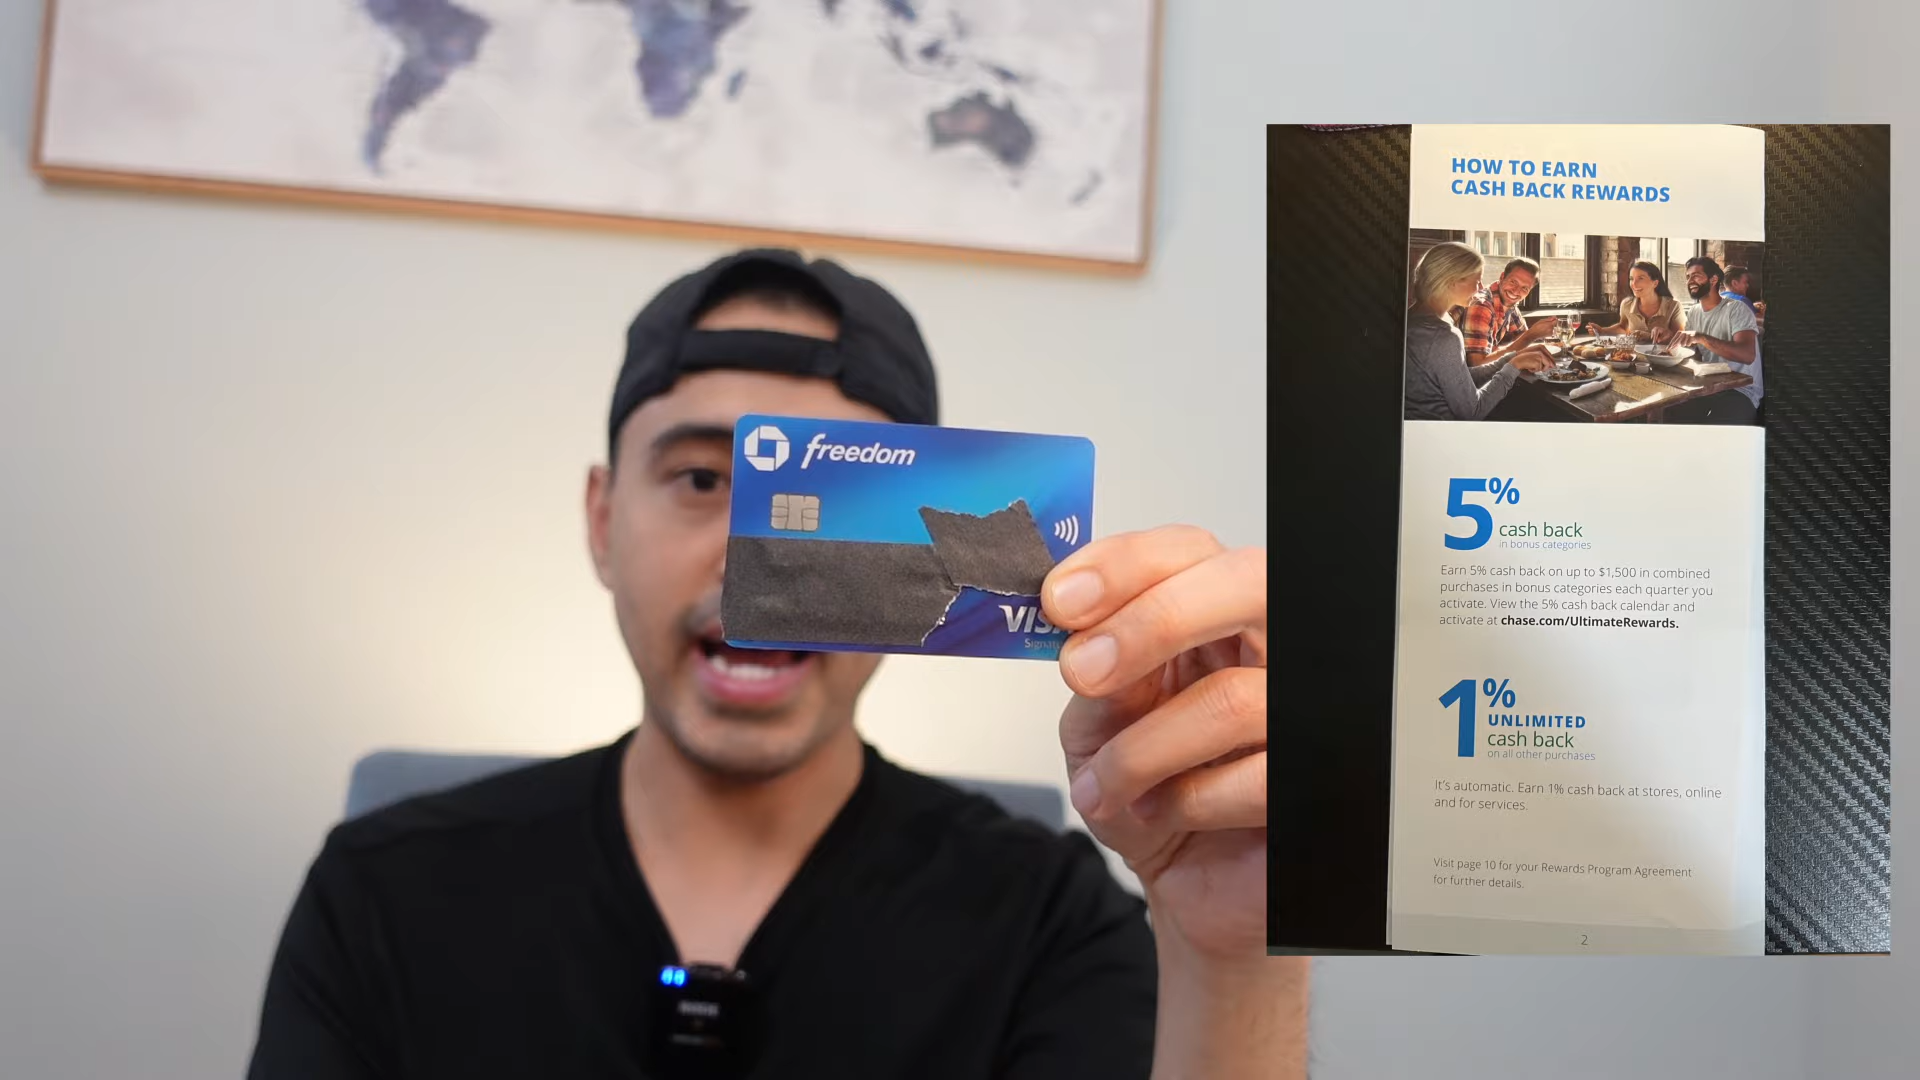 freedom
VISA
Signat
HOW TO EARN
CASH BACK REWARDS
5%
cash back
in bonus categories
Earn 5% cash back on up to $1,500 in combined
purchases in bonus categories each quarter you
activate. View the 5% cash back calendar and
activate at chase.com/UltimateRewards.
1%
UNLIMITED
cash back
on all other purchases
It's automatic. Earn 1% cash back at stores, online
and for services.
Visit page 10 for your Rewards Program Agreement
for further details.
2